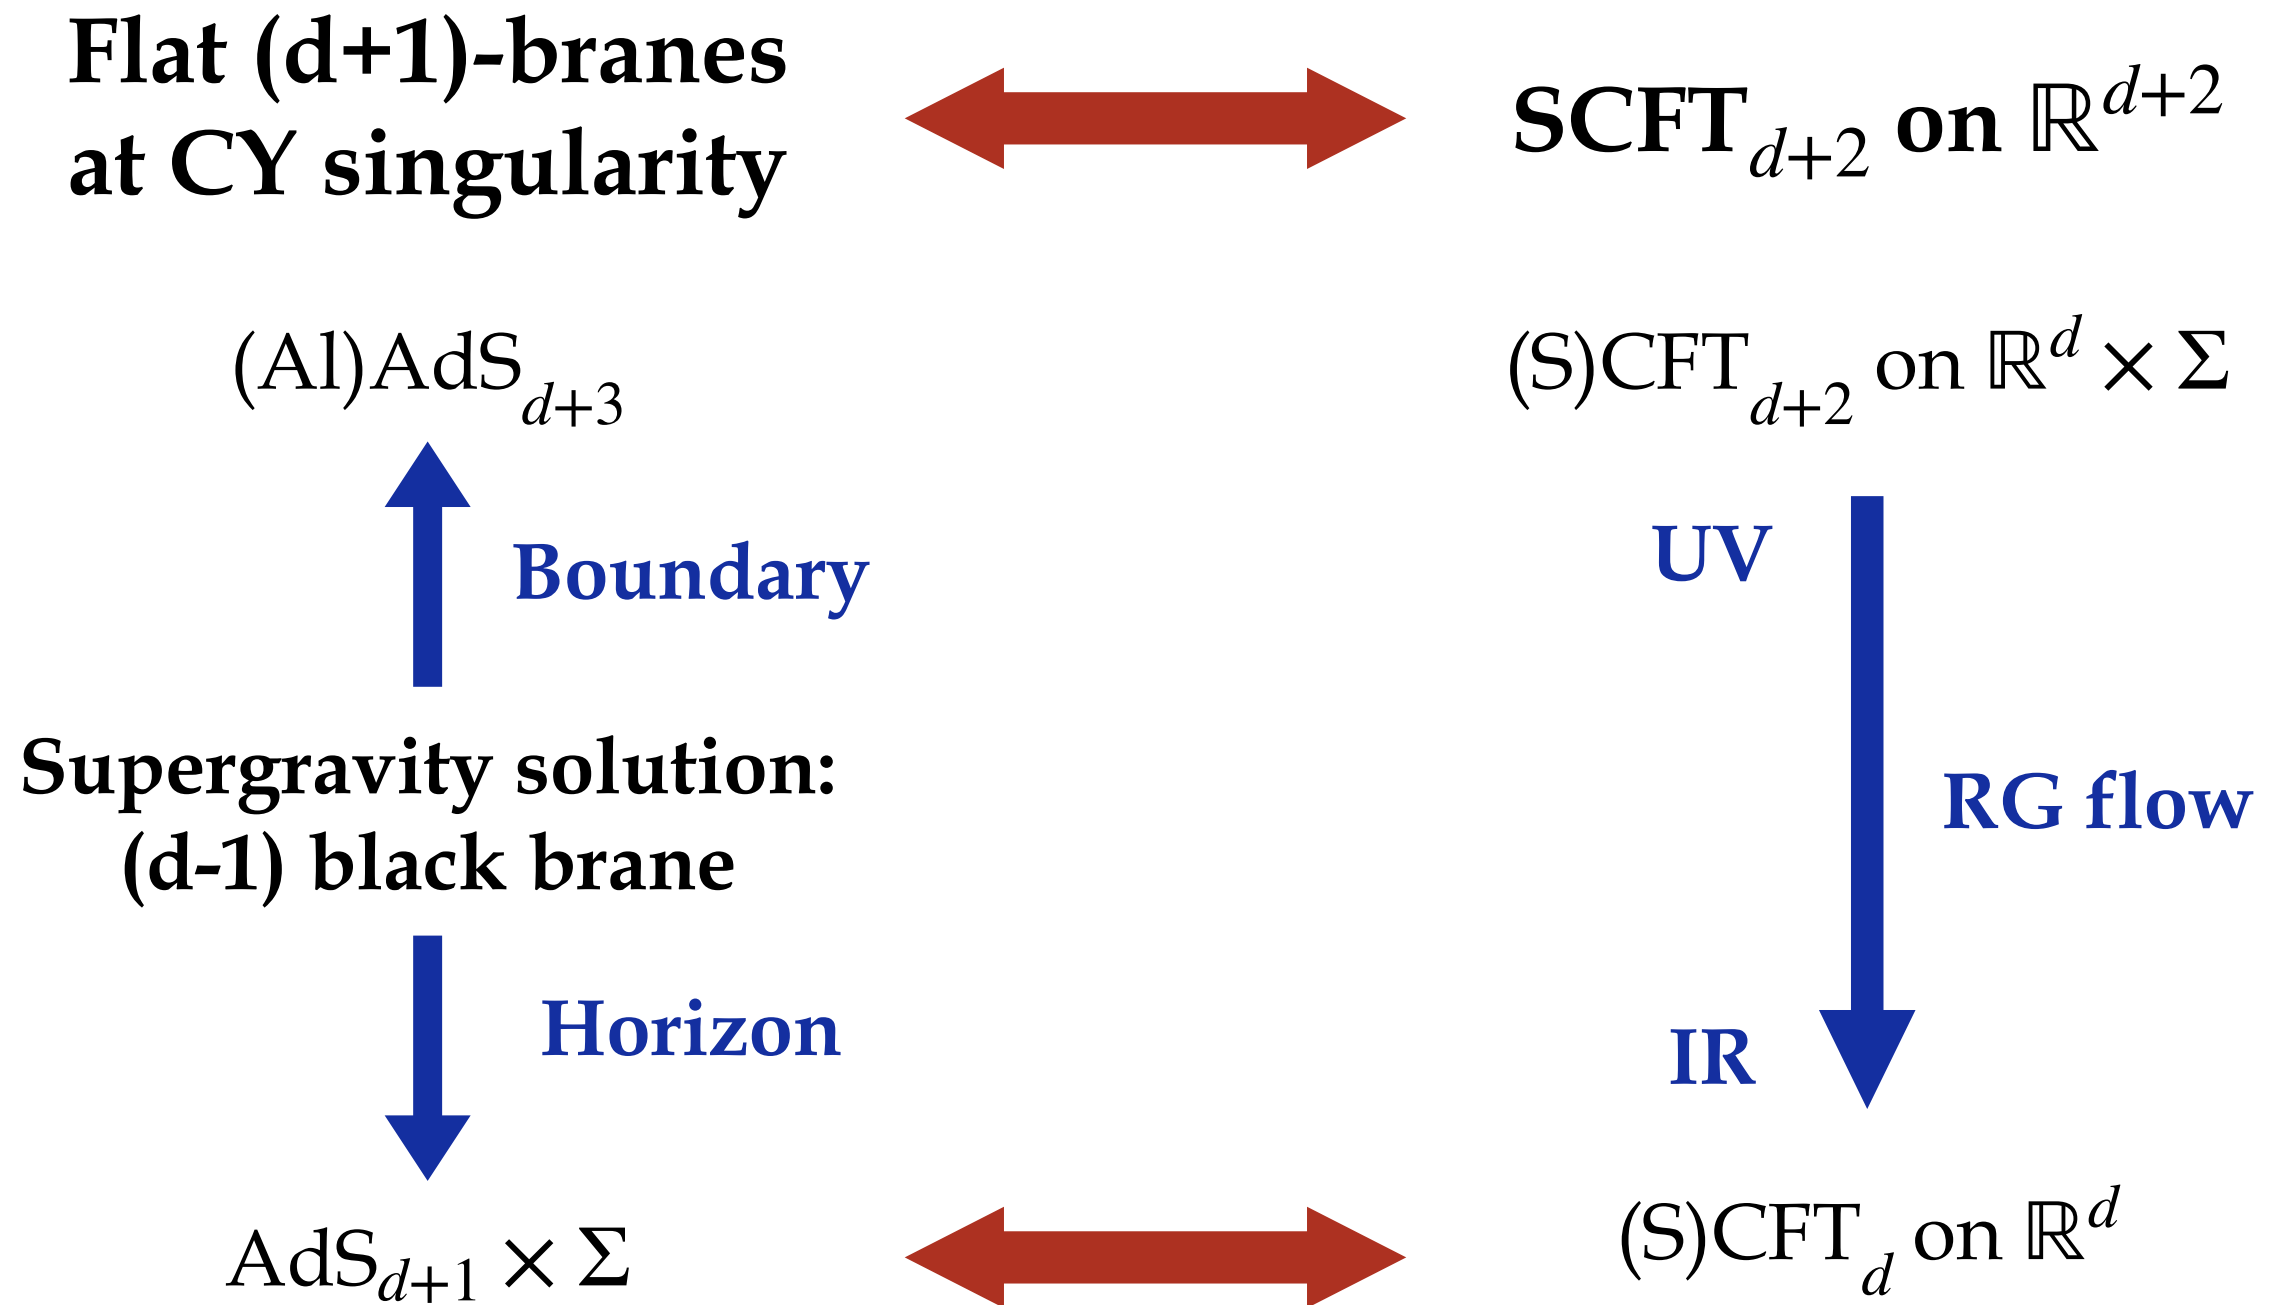 Flat (d+1)-branes
at CY singularity
SCFT_{d+2} on ℝ^{d+2}
(Al)AdS_{d+3}
(S)CFT_{d+2} on ℝ^d × Σ
Boundary
UV
Supergravity solution:
(d-1) black brane
RG flow
Horizon
IR
AdS_{d+1} × Σ
(S)CFT_d on ℝ^d